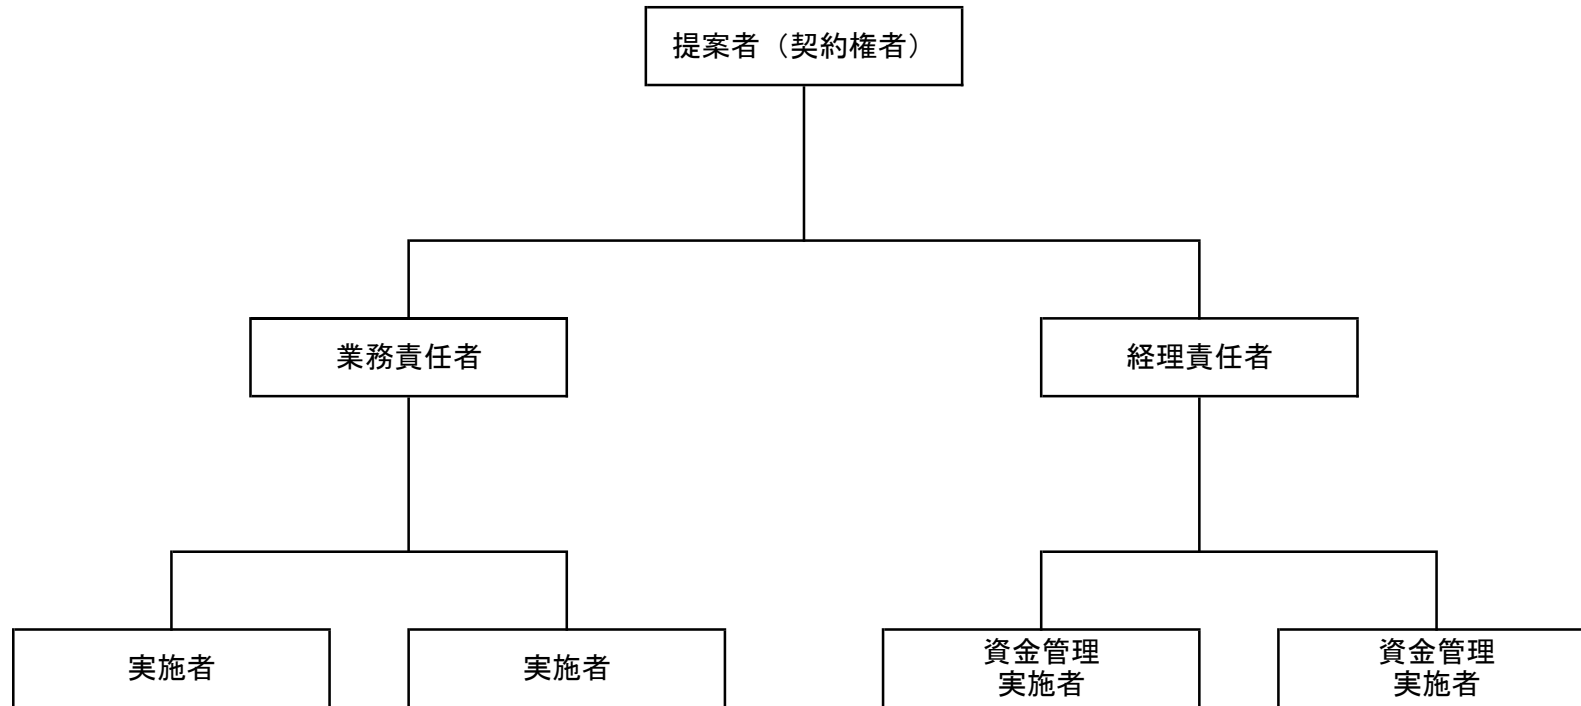 提案者（契約権者）
業務責任者
経理責任者
実施者
実施者
資金管理
実施者
資金管理
実施者